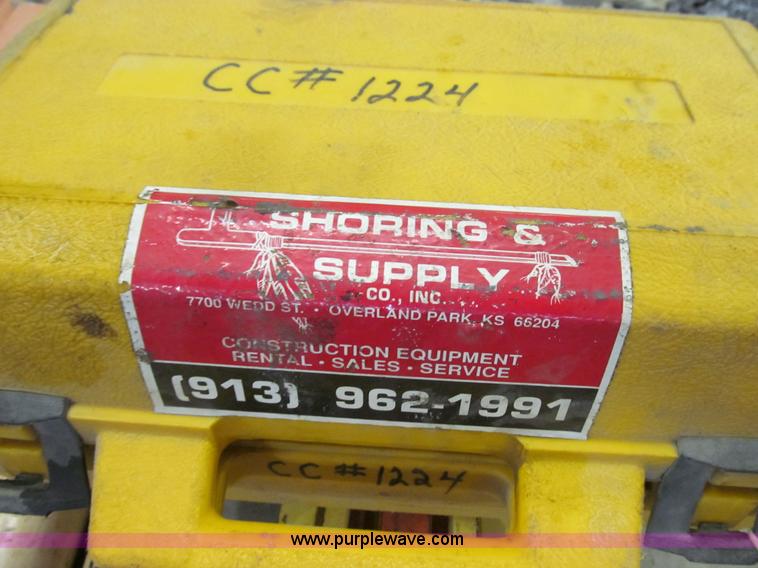 CC# 1224
SHORING &
SUPPLY
CO., INC.
7700 WEDD ST. • OVERLAND PARK, KS 66204
CONSTRUCTION EQUIPMENT
RENTAL • SALES • SERVICE
(913) 962-1991
CC#1224
www.purplewave.com